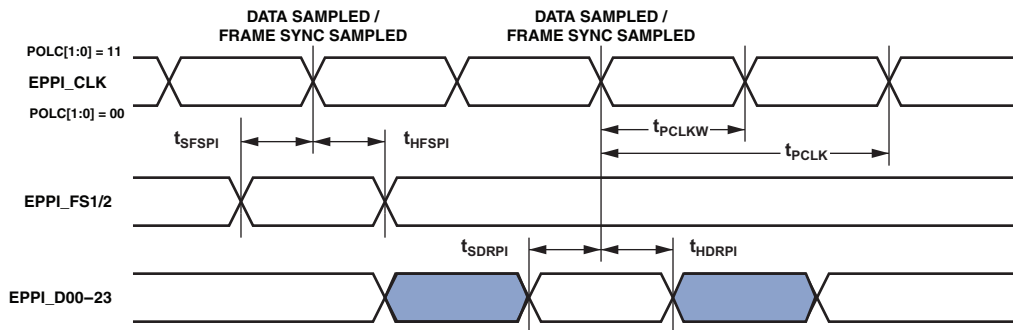 DATA SAMPLED /
FRAME SYNC SAMPLED
DATA SAMPLED /
FRAME SYNC SAMPLED
POLC[1:0] = 11
EPPI_CLK
POLC[1:0] = 00
tSFSPI
tHFSPI
tPCLKW
tPCLK
EPPI_FS1/2
tSDRPI
tHDRPI
EPPI_D00–23